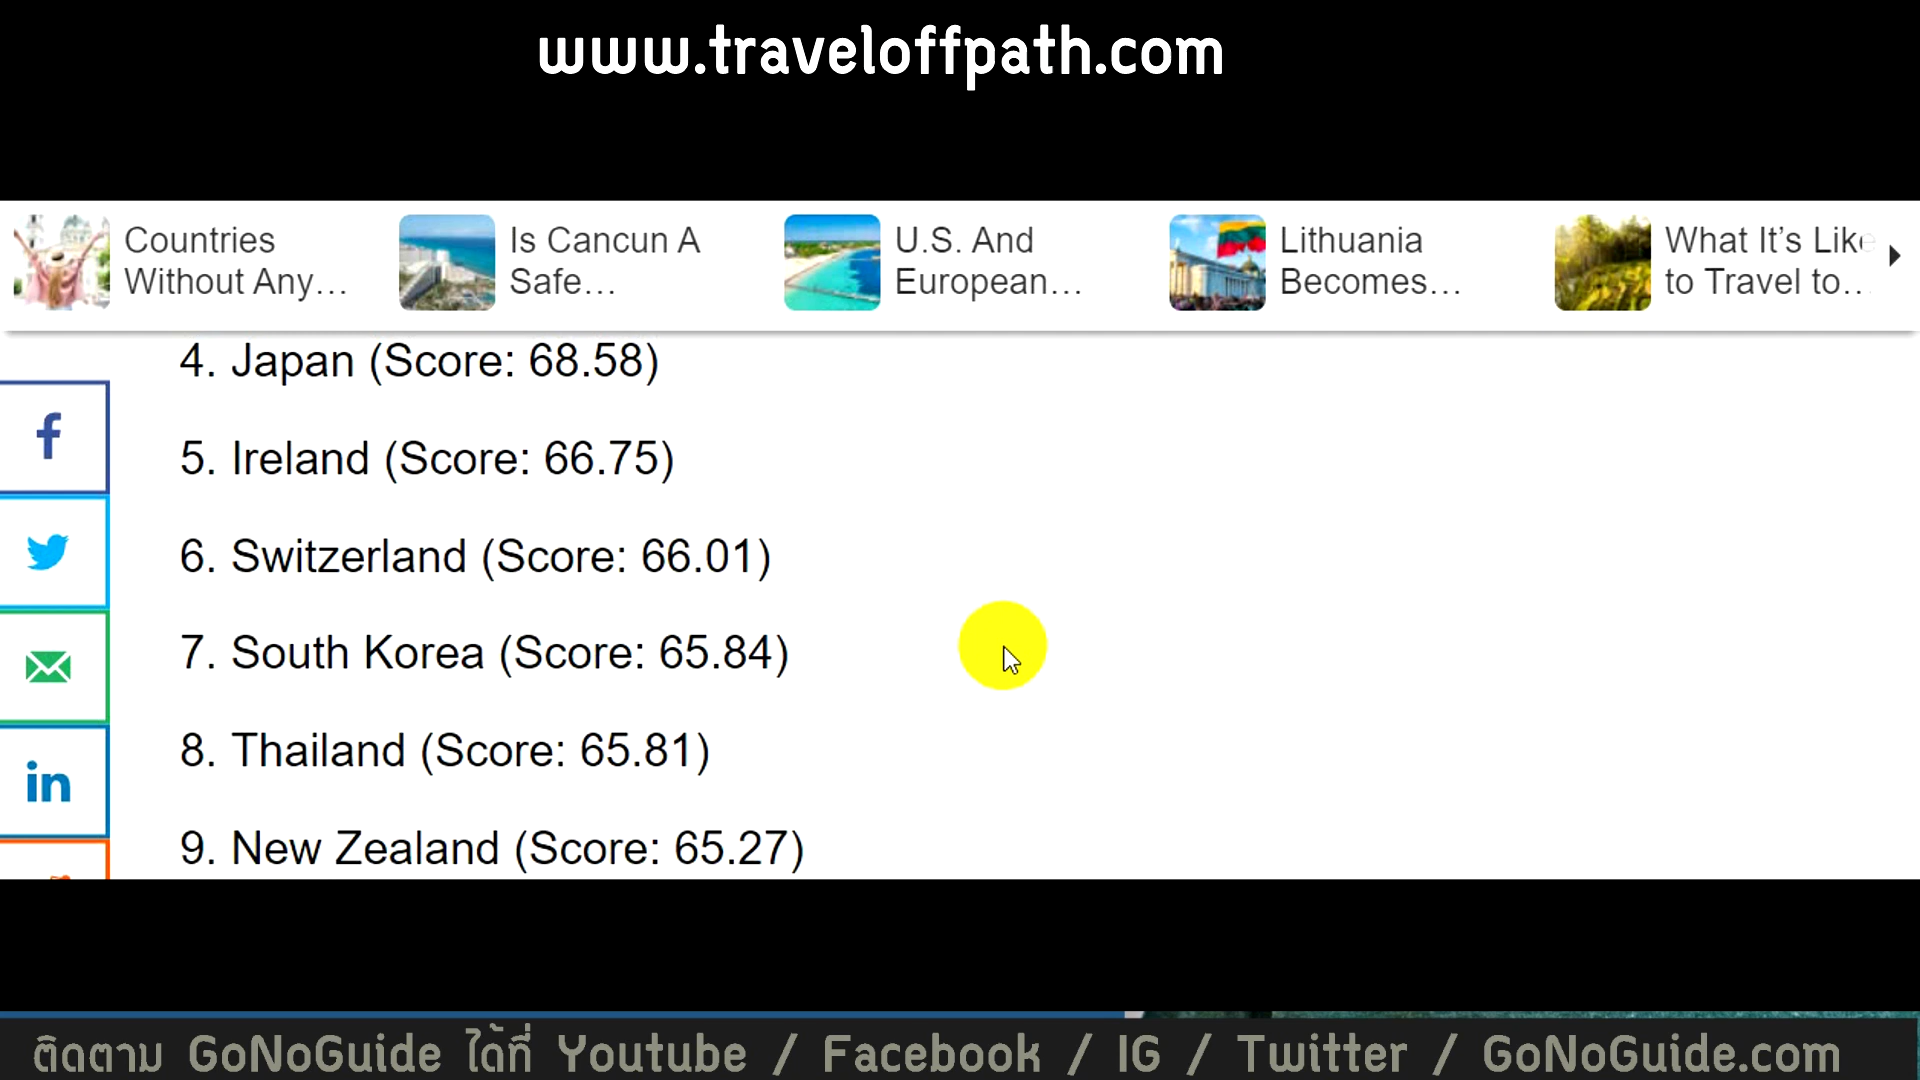 www.traveloffpath.com
Countries
Without Any...
Is Cancun A
Safe...
U.S. And
European...
Lithuania
Becomes...
What It’s Like
to Travel to...
4. Japan (Score: 68.58)
5. Ireland (Score: 66.75)
6. Switzerland (Score: 66.01)
7. South Korea (Score: 65.84)
8. Thailand (Score: 65.81)
9. New Zealand (Score: 65.27)
ติดตาม GoNoGuide ได้ที่ Youtube / Facebook / IG / Twitter / GoNoGuide.com